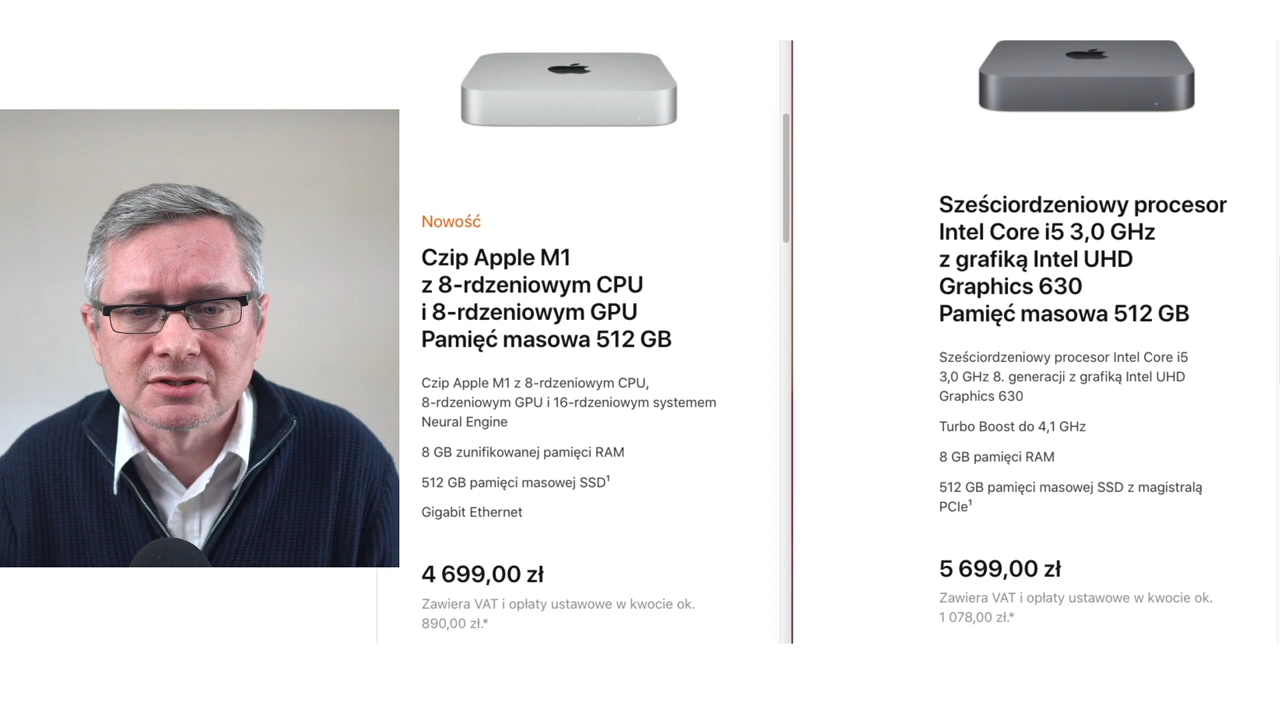 Nowość
Czip Apple M1
z 8-rdzeniowym CPU
i 8-rdzeniowym GPU
Pamięć masowa 512 GB
Czip Apple M1 z 8-rdzeniowym CPU,
8-rdzeniowym GPU i 16-rdzeniowym systemem
Neural Engine
8 GB zunifikowanej pamięci RAM
512 GB pamięci masowej SSD¹
Gigabit Ethernet
4 699,00 zł
Zawiera VAT i opłaty ustawowe w kwocie ok.
890,00 zł.*
Sześciordzeniowy procesor
Intel Core i5 3,0 GHz
z grafiką Intel UHD
Graphics 630
Pamięć masowa 512 GB
Sześciordzeniowy procesor Intel Core i5
3,0 GHz 8. generacji z grafiką Intel UHD
Graphics 630
Turbo Boost do 4,1 GHz
8 GB pamięci RAM
512 GB pamięci masowej SSD z magistralą
PCIe¹
5 699,00 zł
Zawiera VAT i opłaty ustawowe w kwocie ok.
1 078,00 zł.*